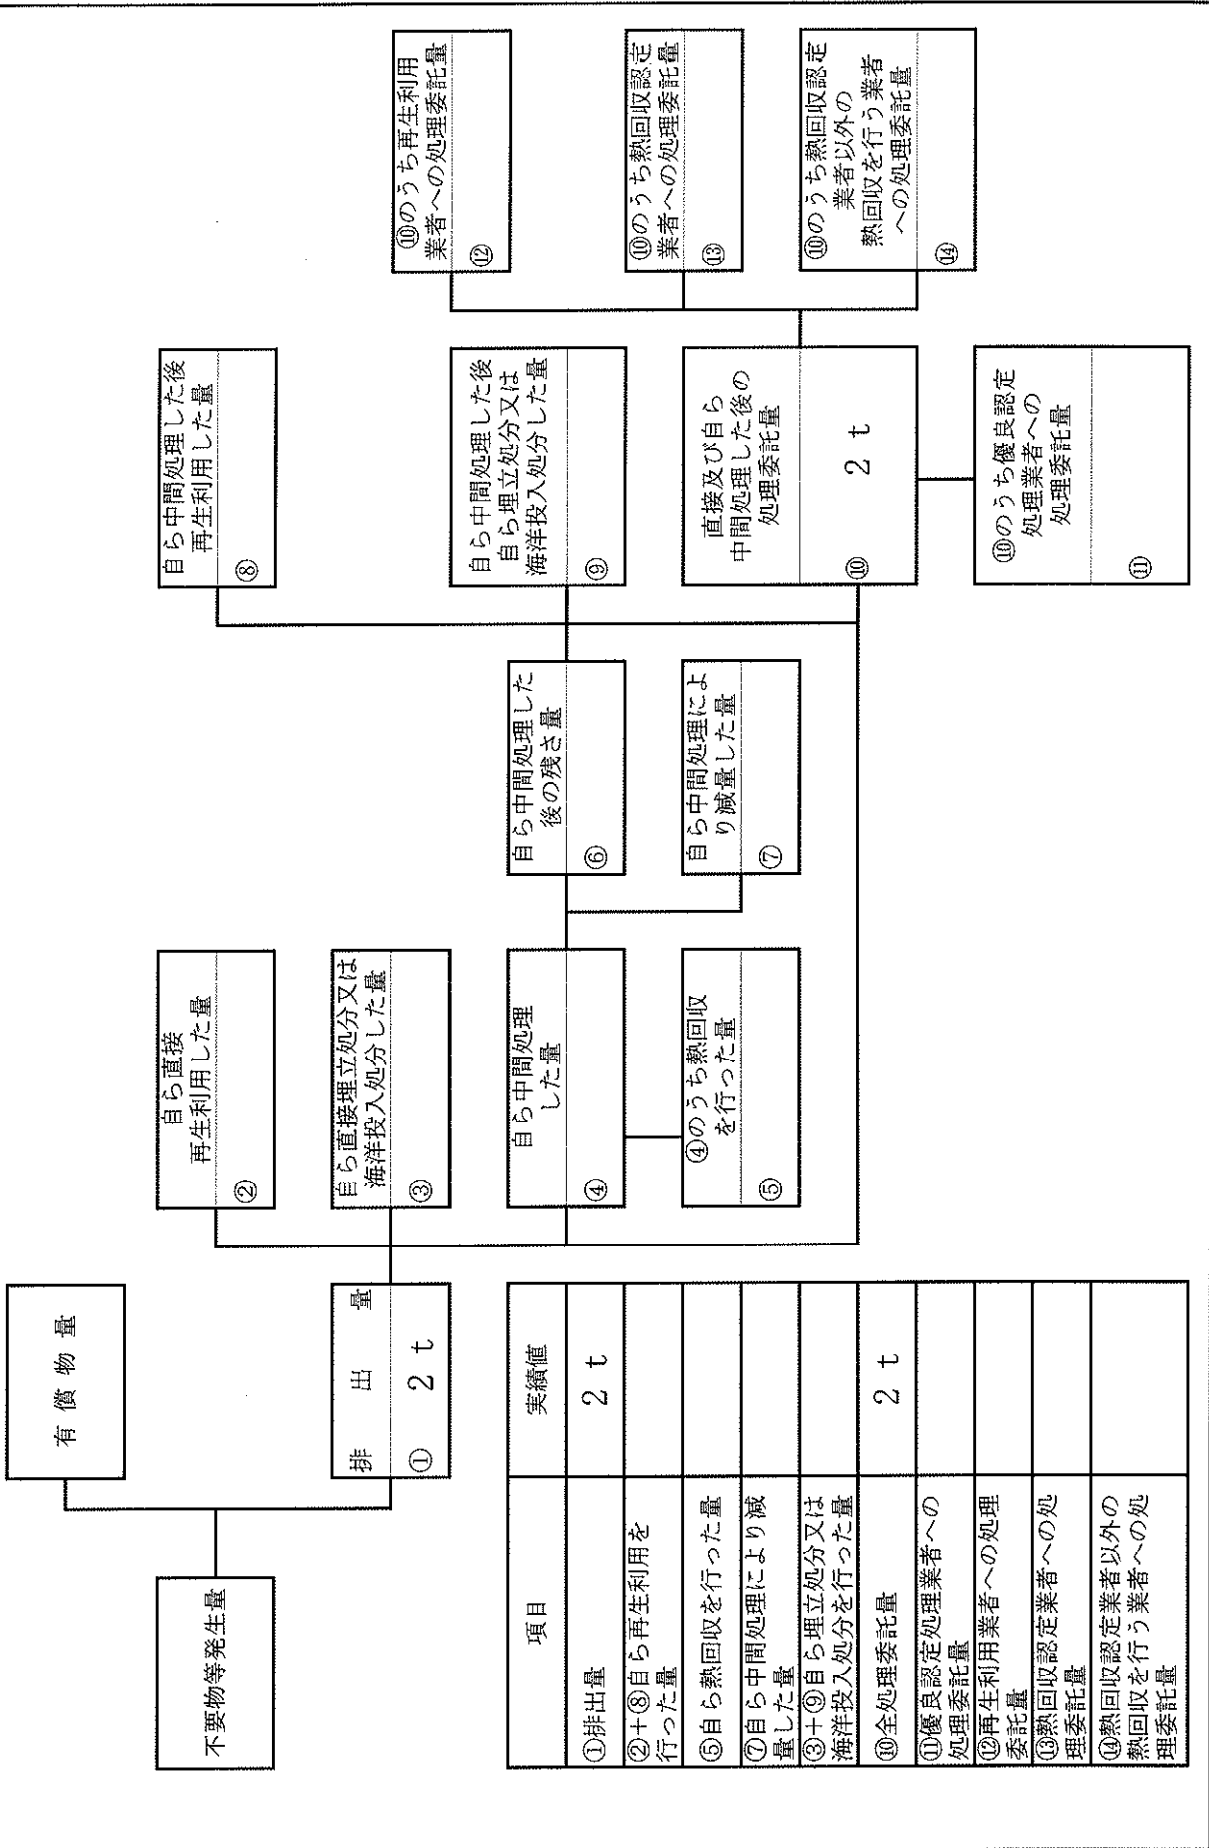 不要物等発生量
有償物量
排出量
① 2 t
自ら直接
再生利用した量
②
自ら直接埋立処分又は
海洋投入処分した量
③
自ら中間処理
した量
④
④のうち熱回収
を行った量
⑤
自ら中間処理した
後の残さ量
⑥
自ら中間処理によ
り減量した量
⑦
自ら中間処理した後
再生利用した量
⑧
自ら中間処理した後
自ら埋立処分又は
海洋投入処分した量
⑨
直接及び自ら
中間処理した後の
処理委託量
⑩ 2 t
⑩のうち優良認定
処理業者への
処理委託量
⑪
⑩のうち再生利用
業者への処理委託量
⑫
⑩のうち熱回収認定
業者への処理委託量
⑬
⑩のうち熱回収認定
業者以外の
熱回収を行う業者
への処理委託量
⑭
項目 実績値
①排出量 2 t
②+⑧自ら再生利用を
行った量
⑤自ら熱回収を行った量
⑦自ら中間処理により減
量した量
③+⑨自ら埋立処分又は
海洋投入処分を行った量
⑩全処理委託量 2 t
⑪優良認定処理業者への
処理委託量
⑫再生利用業者への処理
委託量
⑬熱回収認定業者への処
理委託量
⑭熱回収認定業者以外の
熱回収を行う業者への処
理委託量